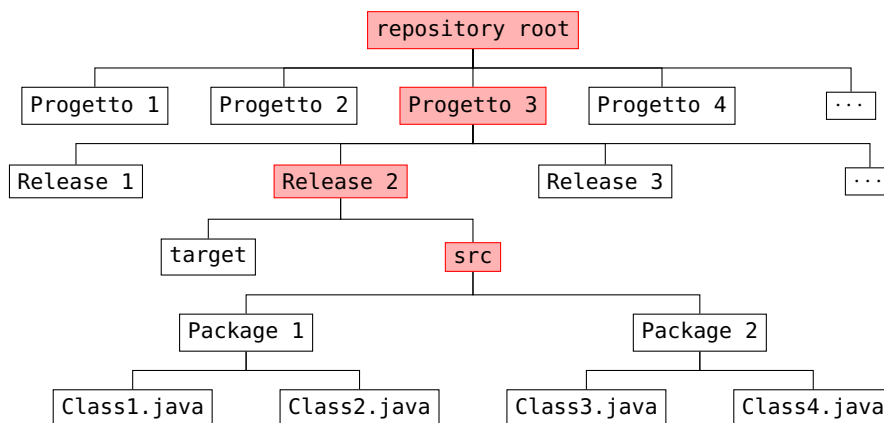 repository root
Progetto 1
Progetto 2
Progetto 3
Progetto 4
...
Release 1
Release 2
Release 3
...
target
src
Package 1
Package 2
Class1.java
Class2.java
Class3.java
Class4.java